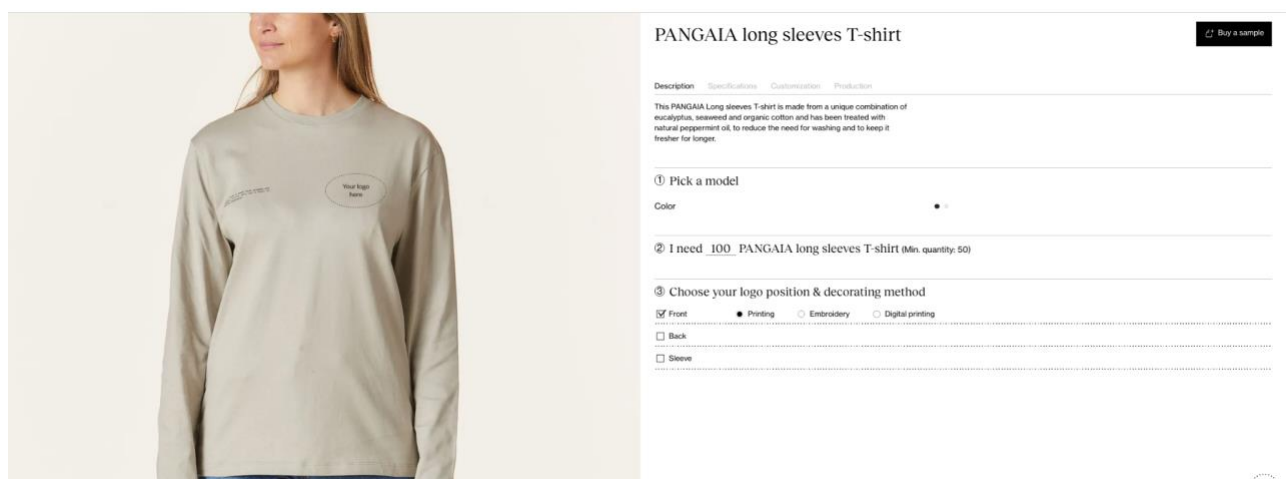 PANGAIA long sleeves T-shirt
Buy a sample
Description Specifications Customization Production
This PANGAIA Long sleeves T-shirt is made from a unique combination of
eucalyptus, seaweed and organic cotton and has been treated with
natural peppermint oil, to reduce the need for washing and to keep it
fresher for longer.
① Pick a model
Color
② I need 100 PANGAIA long sleeves T-shirt (Min. quantity: 50)
③ Choose your logo position & decorating method
Front Printing Embroidery Digital printing
Back
Sleeve
Your logo
here